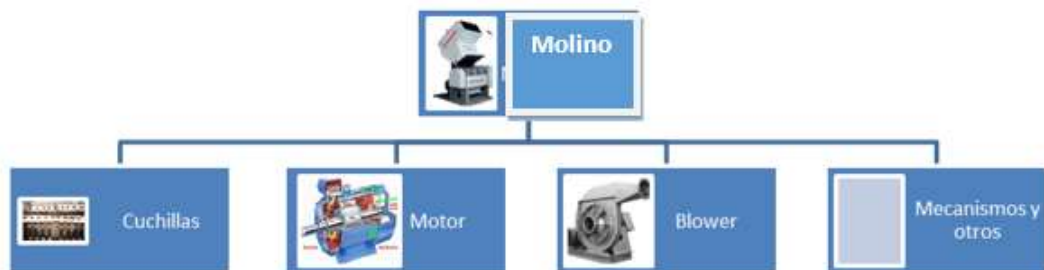 Molino
Cuchillas
Motor
Blower
Mecanismos y
otros